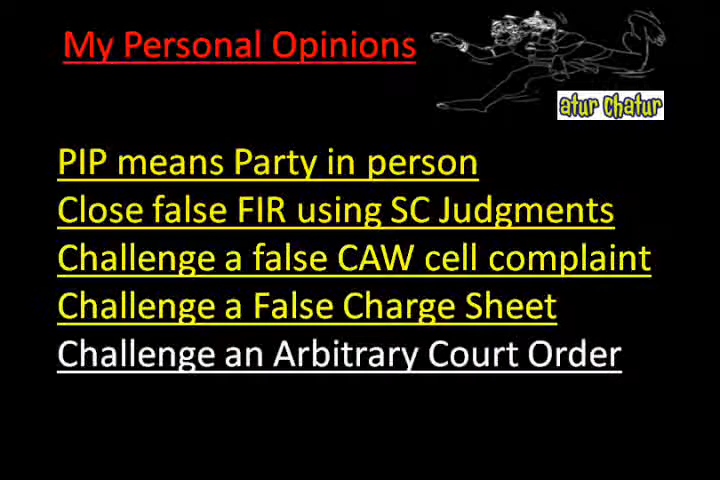 My Personal Opinions
atur chatur
PIP means Party in person
Close false FIR using SC Judgments
Challenge a false CAW cell complaint
Challenge a False Charge Sheet
Challenge an Arbitrary Court Order